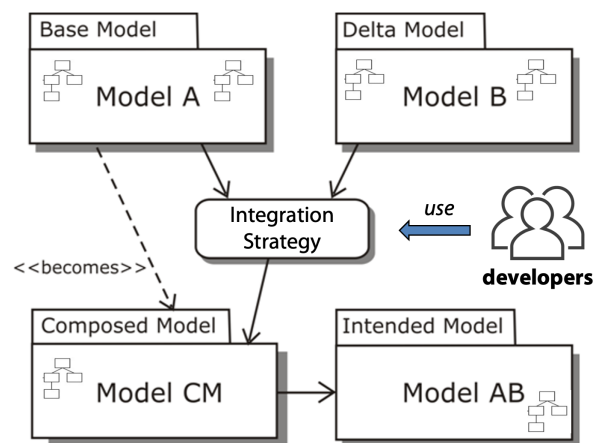 Base Model
Model A
Delta Model
Model B
Integration
Strategy
use
developers
<<becomes>>
Composed Model
Model CM
Intended Model
Model AB